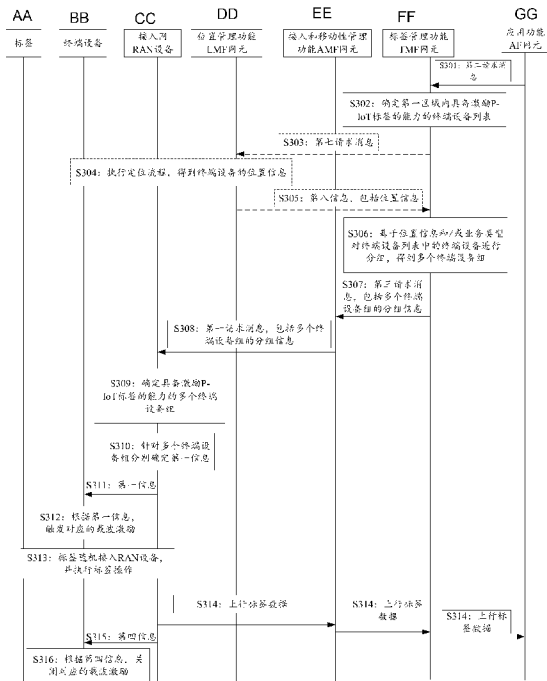 AA
BB
CC
DD
EE
FF
GG
标签
终端设备
接入网
RAN设备
位置管理功能
LMF网元
接入和移动性管理
功能AMF网元
标签管理功能
TMF网元
应用功能
AF网元
S301：第二请求消
息
S302：确定第一区域内具备激励P-
IoT标签的能力的终端设备列表
S303：第七请求消息
S304：执行定位流程，得到终端设备的位置信息
S305：第八信息，包括位置信息
S306：基于位置信息和/或业务类型
对终端设备列表中的终端设备进行
分组，得到多个终端设备组
S307：第三请求消
息，包括多个终端
设备组的分组信息
S308：第一请求消息，包括多个终
端设备组的分组信息
S309：确定具备激励P-
IoT标签的能力的多个终端
设备组
S310：针对多个终端设
备组分别确定第一信息
S311：第一信息
S312：根据第一信息，
触发对应的载波激励
S313：标签随机接入RAN设备，
并执行标签操作
S314：上行标签数据
S314：上行标签
数据
S314：上行标
签数据
S315：第四信息
S316：根据第四信息，关
闭对应的载波激励